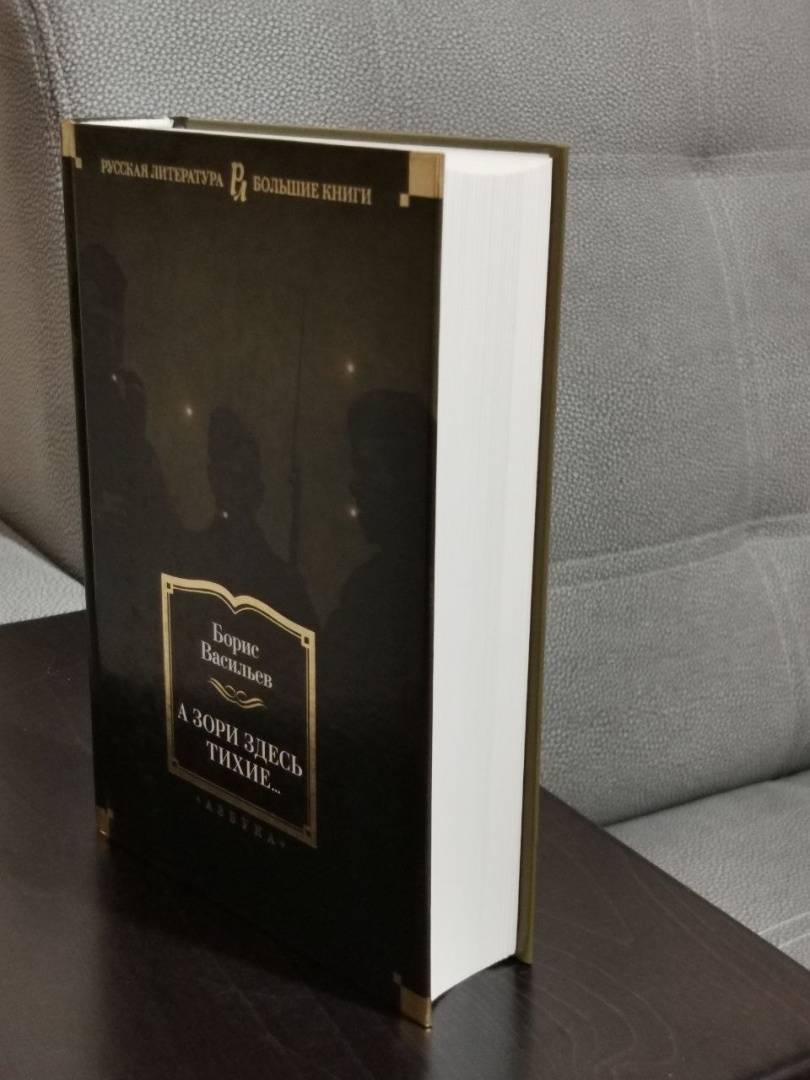 РУССКАЯ ЛИТЕРАТУРА РЛ БОЛЬШИЕ КНИГИ
Борис
Васильев
А ЗОРИ ЗДЕСЬ
ТИХИЕ...
«АЗБУКА»